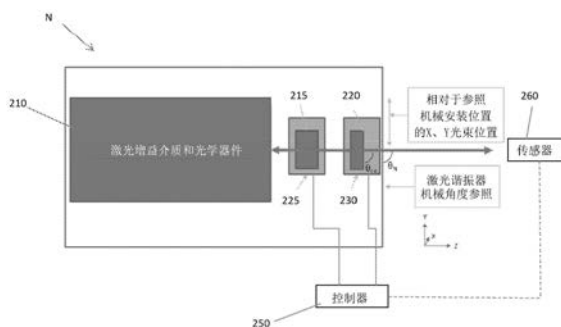 N
210
215
220
260
相对于参照
机械安装位置
的X、Y光束位置
激光增益介质和光学器件
传感器
θN
225
230
激光谐振器
机械角度参照
Y
X
Z
控制器
250